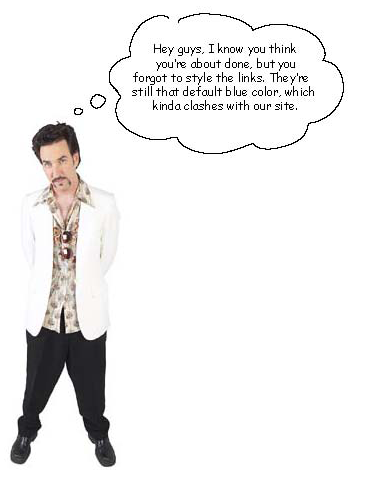 Hey guys, I know you think
you're about done, but you
forgot to style the links. They're
still that default blue color, which
kinda clashes with our site.